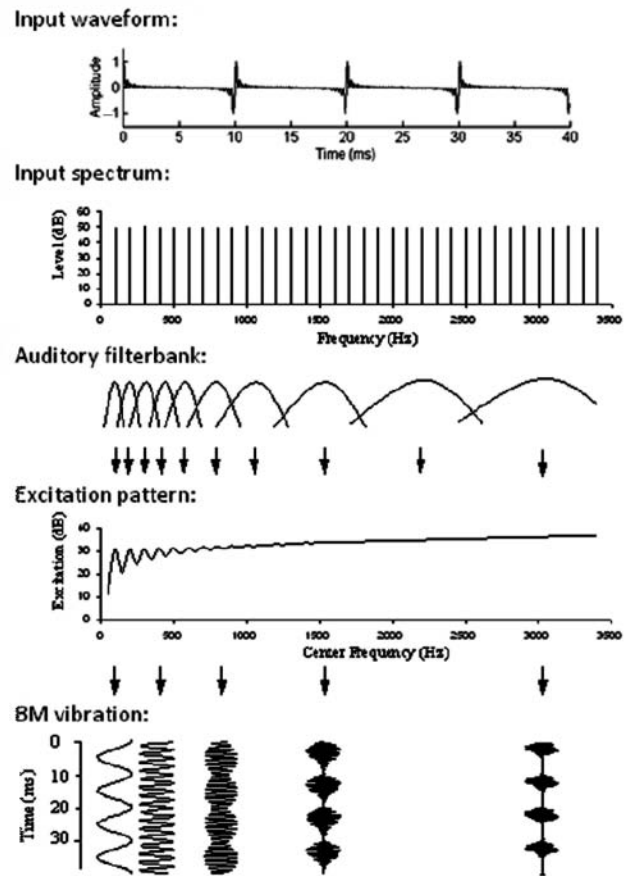 Input waveform:
Amplitude
1
0
−1
0 5 10 15 20 25 30 35 40
Time (ms)
Input spectrum:
Level (dB)
60
50
40
30
20
10
0
0 500 1000 1500 2000 2500 3000 3500
Frequency (Hz)
Auditory filterbank:
Excitation pattern:
Excitation (dB)
40
30
20
10
0
0 500 1000 1500 2000 2500 3000 3500
Center Frequency (Hz)
BM vibration:
Time (ms)
0
10
20
30